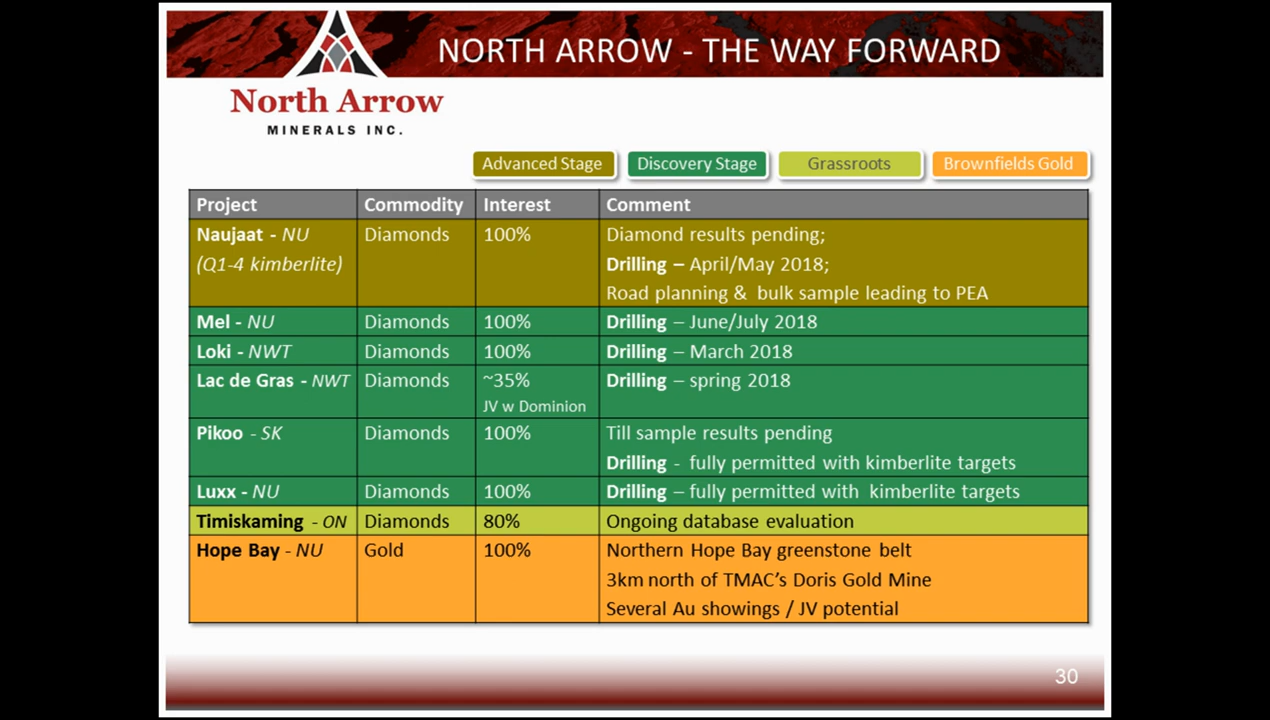 NORTH ARROW - THE WAY FORWARD
North Arrow
MINERALS INC.
Advanced Stage Discovery Stage Grassroots Brownfields Gold
Project Commodity Interest Comment
Naujaat - NU Diamonds 100% Diamond results pending;
(Q1-4 kimberlite) Drilling – April/May 2018;
Road planning & bulk sample leading to PEA
Mel - NU Diamonds 100% Drilling – June/July 2018
Loki - NWT Diamonds 100% Drilling – March 2018
Lac de Gras - NWT Diamonds ~35% Drilling – spring 2018
JV w Dominion
Pikoo - SK Diamonds 100% Till sample results pending
Drilling - fully permitted with kimberlite targets
Luxx - NU Diamonds 100% Drilling – fully permitted with kimberlite targets
Timiskaming - ON Diamonds 80% Ongoing database evaluation
Hope Bay - NU Gold 100% Northern Hope Bay greenstone belt
3km north of TMAC's Doris Gold Mine
Several Au showings / JV potential
30